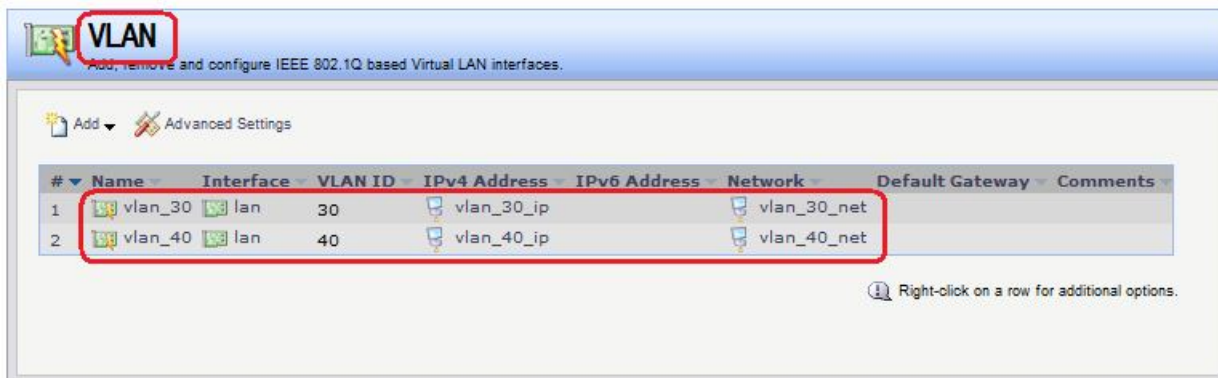 VLAN
Add, remove and configure IEEE 802.1Q based Virtual LAN interfaces.
Add Advanced Settings
# Name Interface VLAN ID IPv4 Address IPv6 Address Network Default Gateway Comments
1 vlan_30 lan 30 vlan_30_ip vlan_30_net
2 vlan_40 lan 40 vlan_40_ip vlan_40_net
Right-click on a row for additional options.